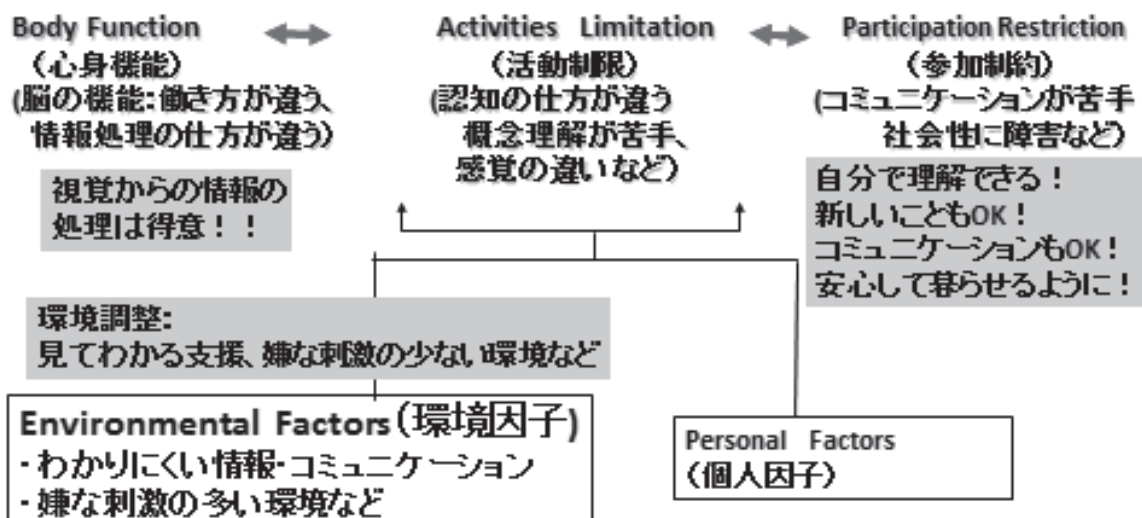 Body Function
(心身機能)
(脳の機能:働き方が違う、
情報処理の仕方が違う)
視覚からの情報の
処理は得意!!
Activities Limitation
(活動制限)
(認知の仕方が違う
概念理解が苦手、
感覚の違いなど)
Participation Restriction
(参加制約)
(コミュニケーションが苦手
社会性に障害など)
自分で理解できる!
新しいこともOK!
コミュニケーションもOK!
安心して暮らせるように!
環境調整:
見てわかる支援、嫌な刺激の少ない環境など
Environmental Factors(環境因子)
・わかりにくい情報・コミュニケーション
・嫌な刺激の多い環境など
Personal Factors
(個人因子)